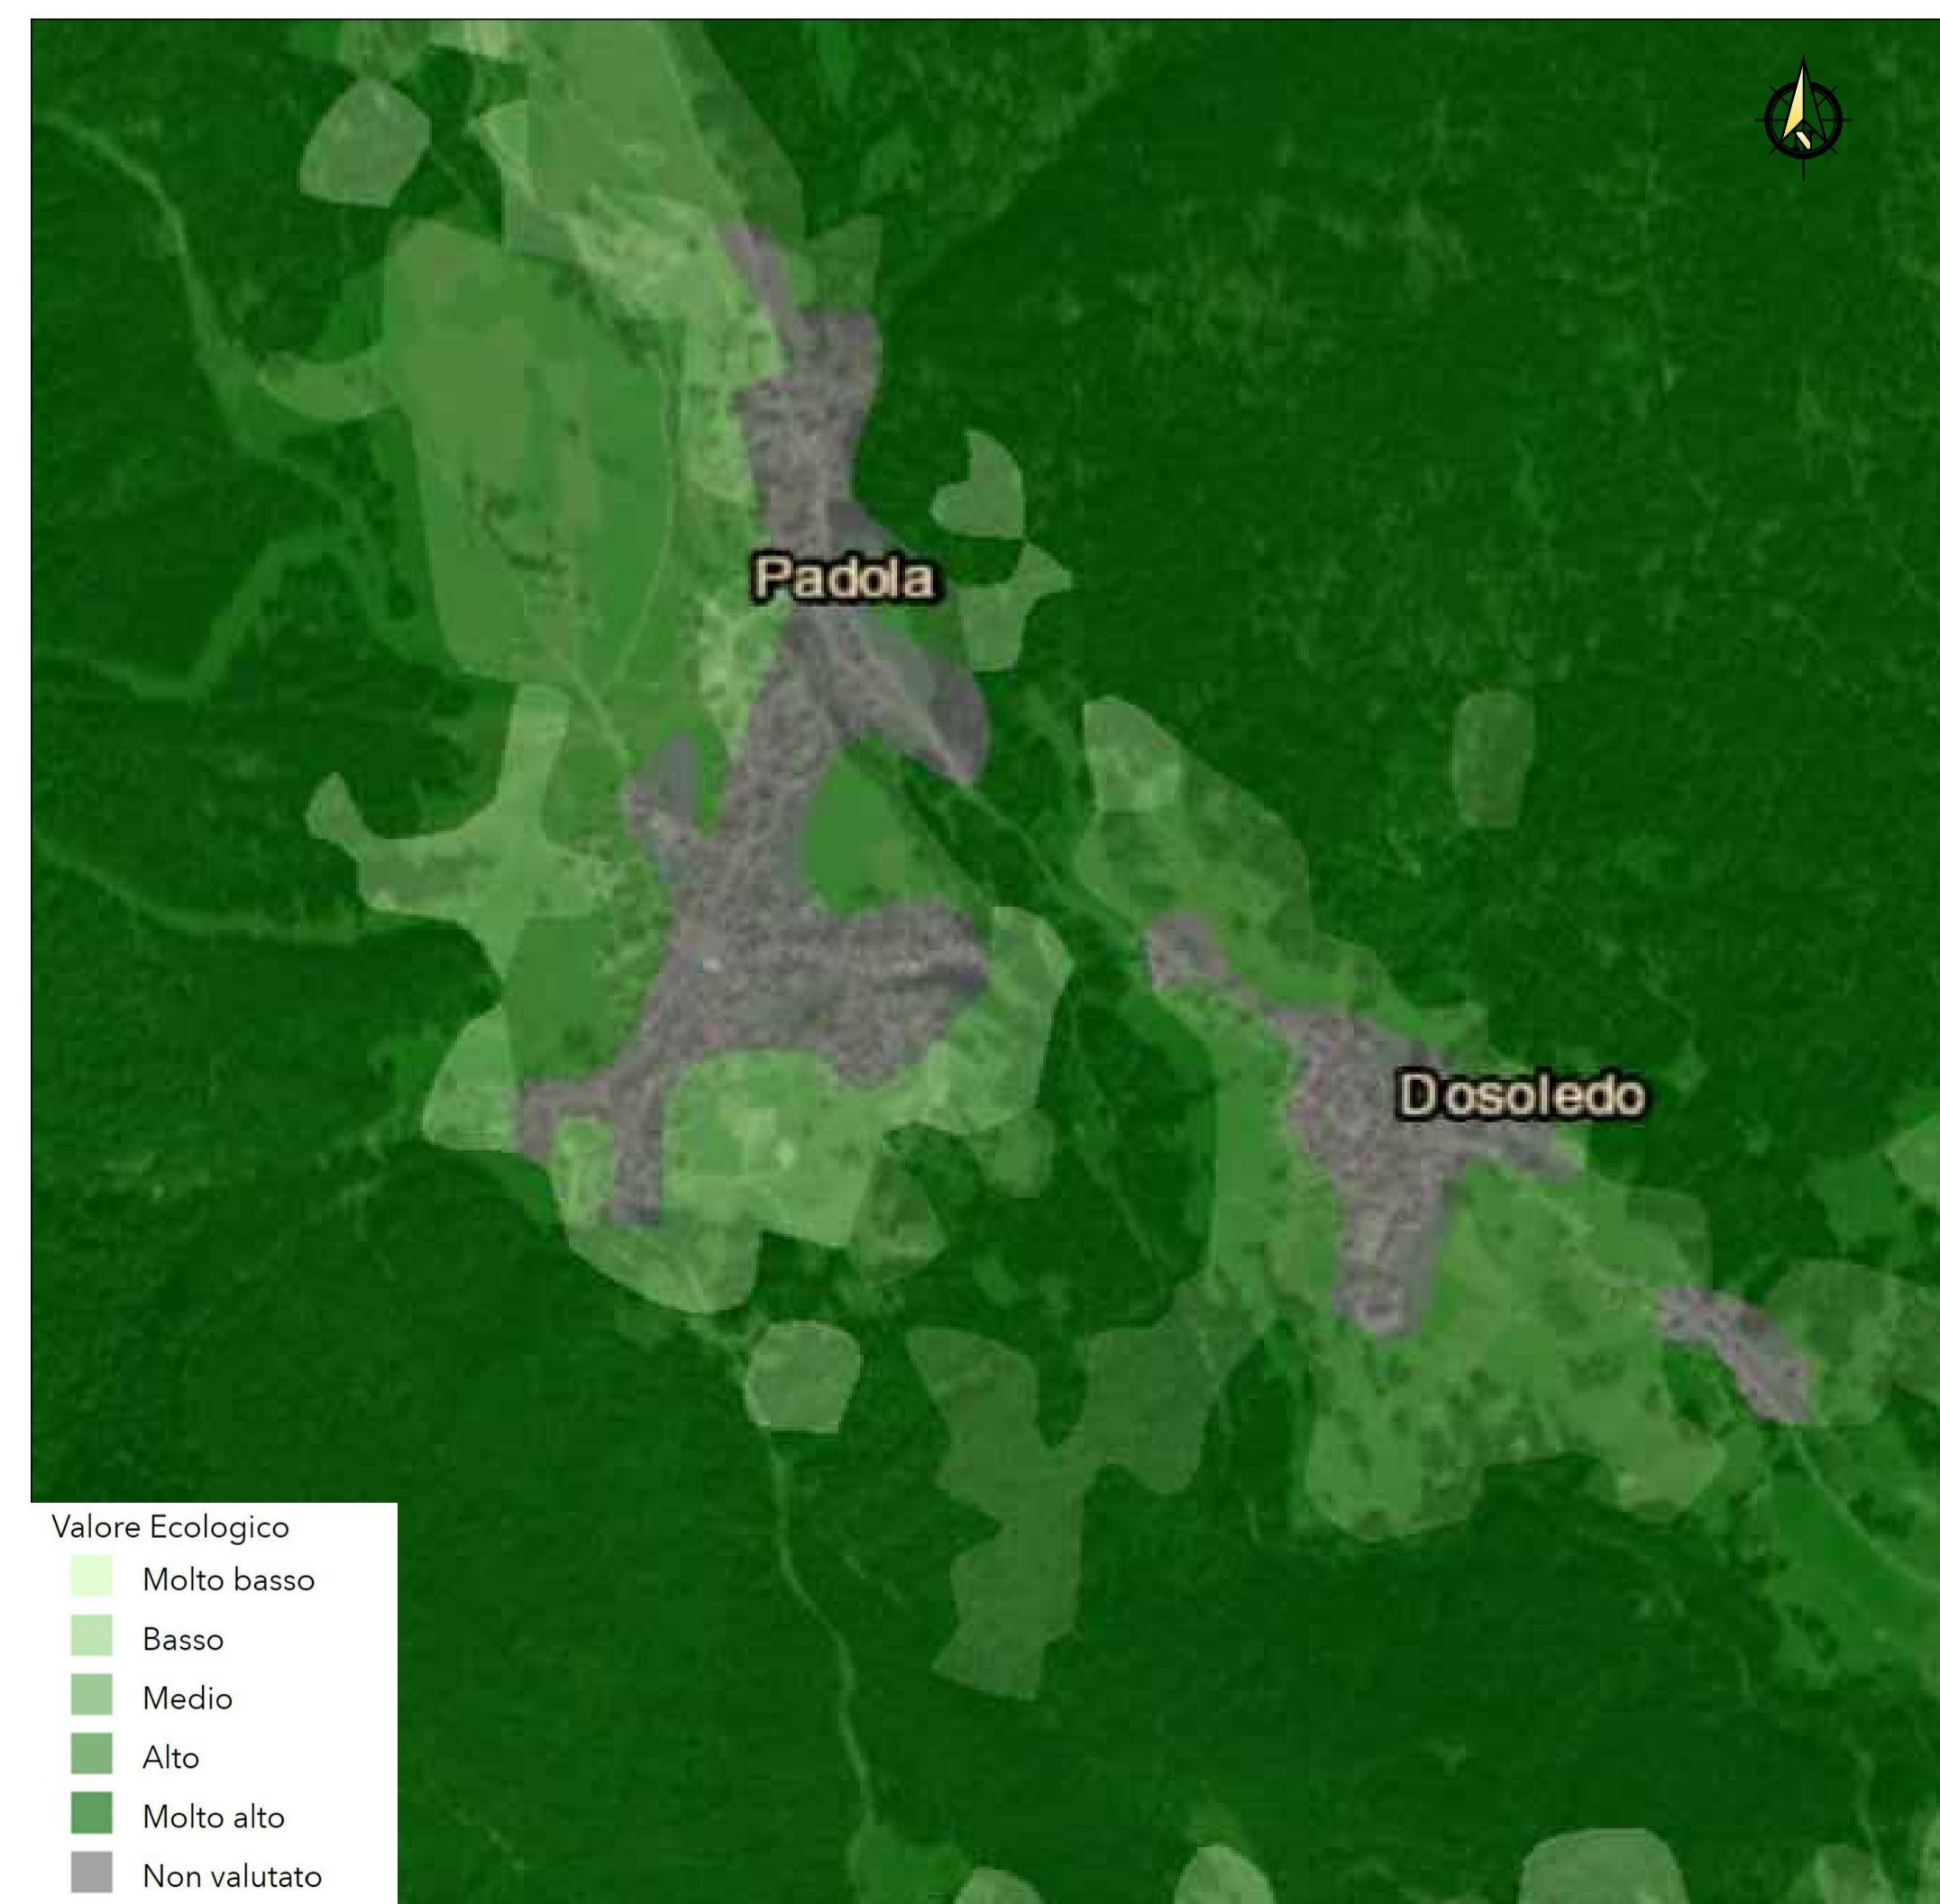 Padola
Dosoledo
Valore Ecologico
Molto basso
Basso
Medio
Alto
Molto alto
Non valutato